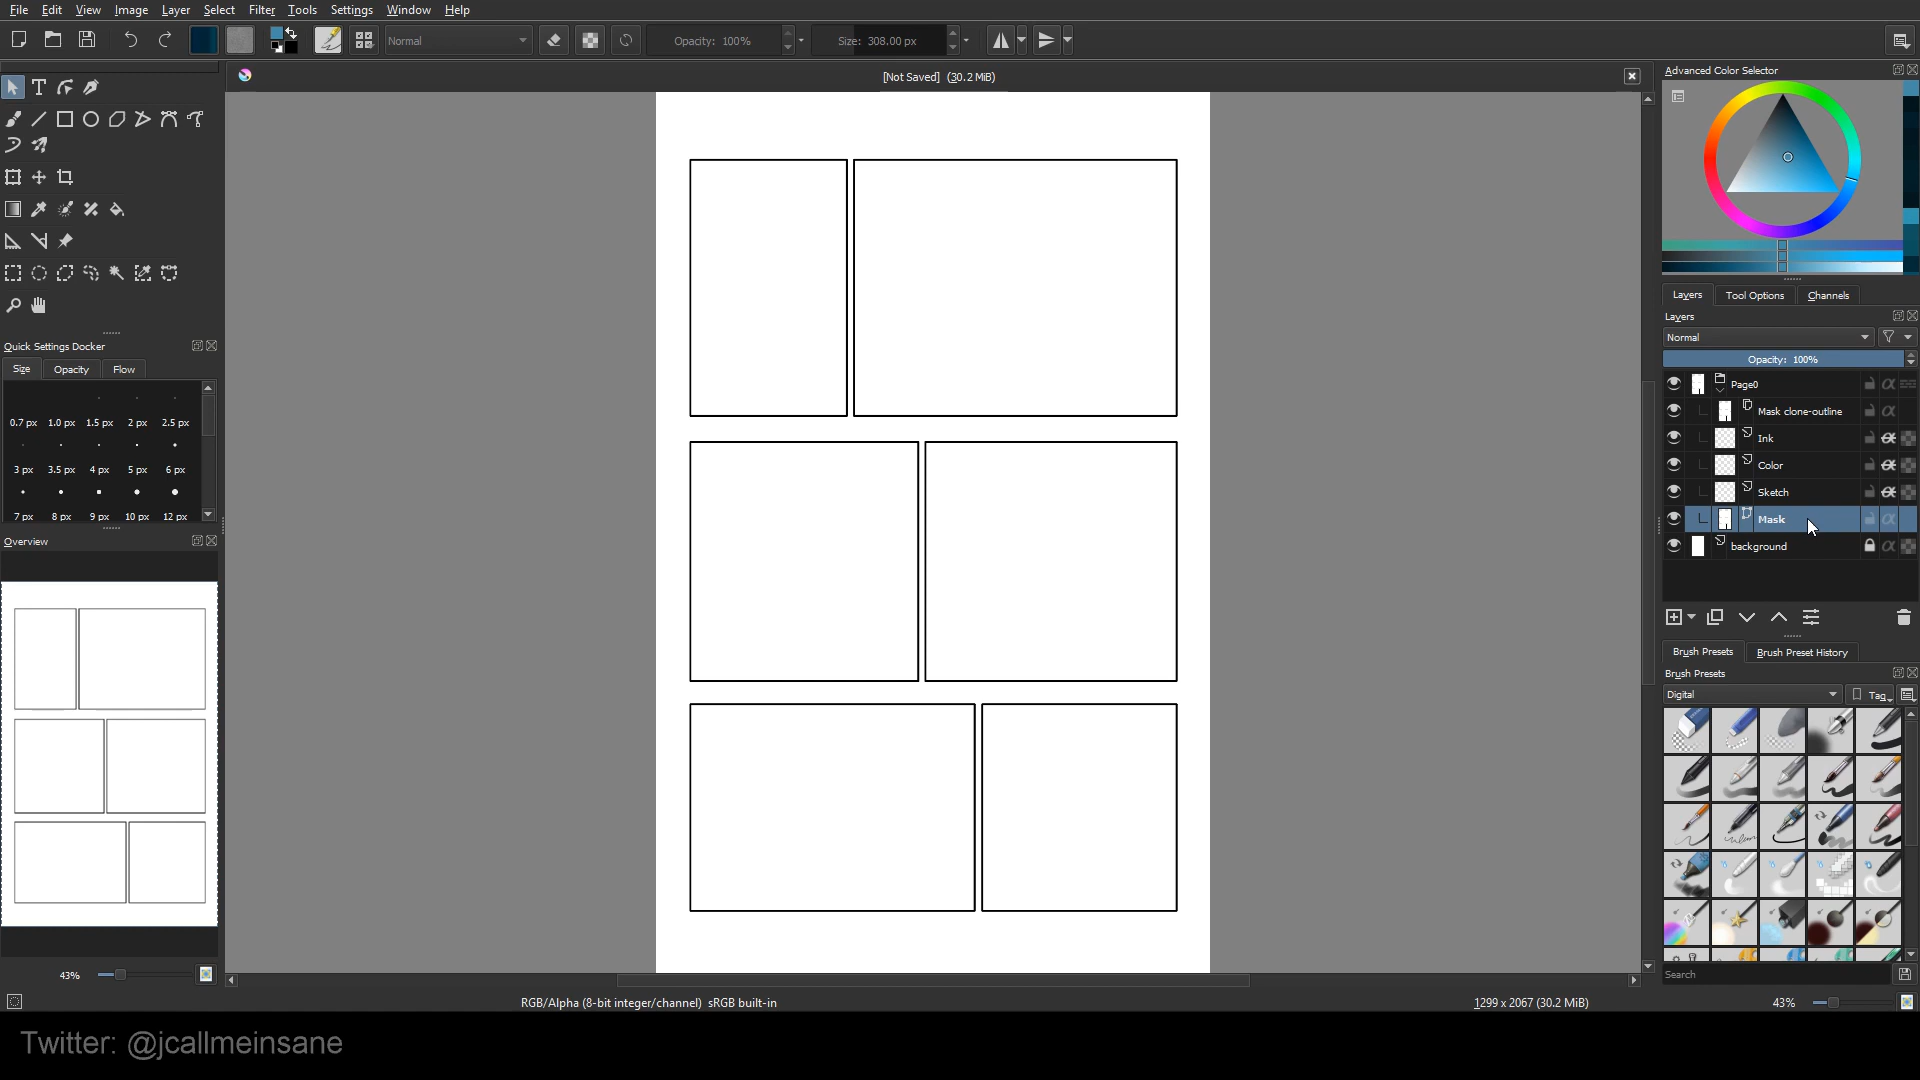 File Edit View Image Layer Select Filter Tools Settings Window Help
Normal Opacity: 100% Size: 308.00 px
[Not Saved] (30.2 MiB)
Advanced Color Selector
Quick Settings Docker
Size Opacity Flow
0.7 px 1.0 px 1.5 px 2 px 2.5 px
3 px 3.5 px 4 px 5 px 6 px
7 px 8 px 9 px 10 px 12 px
Overview
43%
Layers Tool Options Channels
Layers
Normal
Opacity: 100%
Page0
Mask clone-outline
Ink
Color
Sketch
Mask
background
Brush Presets Brush Preset History
Brush Presets
Digital Tag
Search
RGB/Alpha (8-bit integer/channel) sRGB built-in
1299 x 2067 (30.2 MiB)
43%
Twitter: @jcallmeinsane